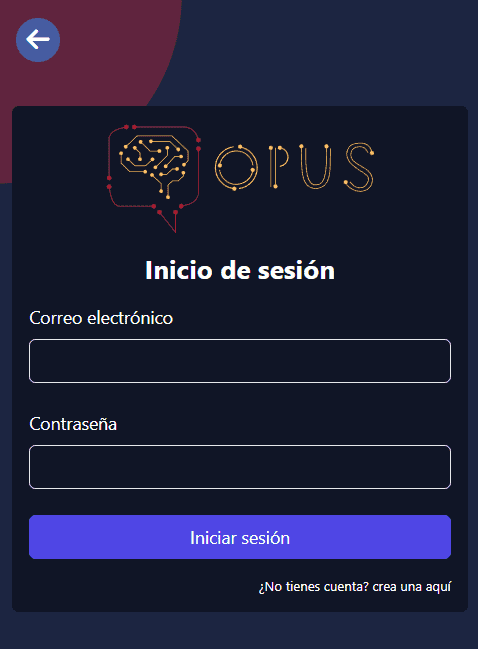 OPUS
Inicio de sesión
Correo electrónico
Contraseña
Iniciar sesión
¿No tienes cuenta? crea una aquí